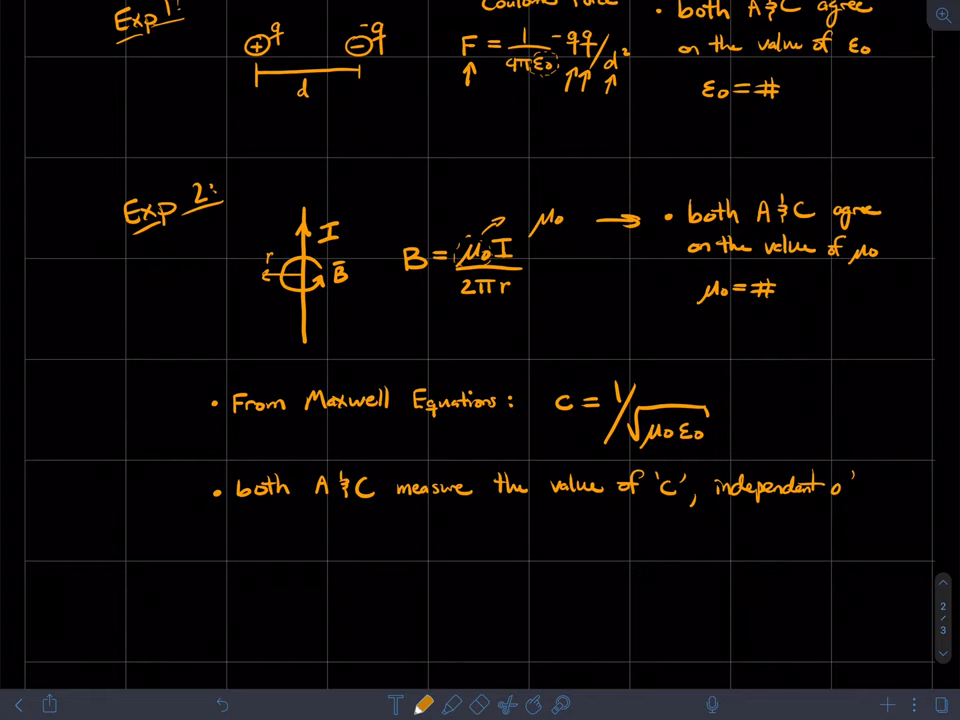 Exp 1:
+q −q
d
Coulomb Force
F = 1/4πε₀ −qq/d²
• both A & C agree
on the value of ε₀
ε₀ = #
Exp 2:
I
r
B̄
B = μ₀I / 2πr
μ₀ →
• both A & C agree
on the value of μ₀
μ₀ = #
• From Maxwell Equations: C = 1/√μ₀ε₀
• both A & C measure the value of 'c', independent o
2
/
3